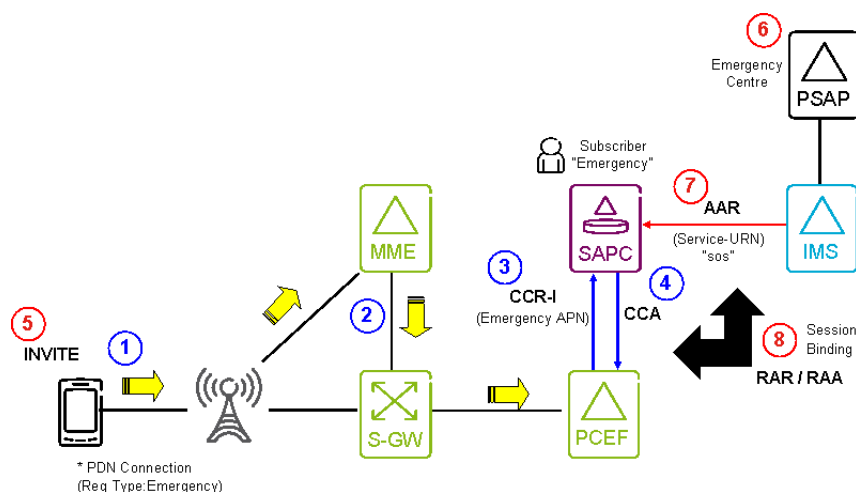 6
Emergency
Centre
PSAP
Subscriber
"Emergency"
7
AAR
MME
SAPC
(Service-URN)
"sos"
IMS
3
4
CCR-I
(Emergency APN)
CCA
5
INVITE
1
2
8
Session
Binding
RAR / RAA
S-GW
PCEF
* PDN Connection
(Req Type:Emergency)